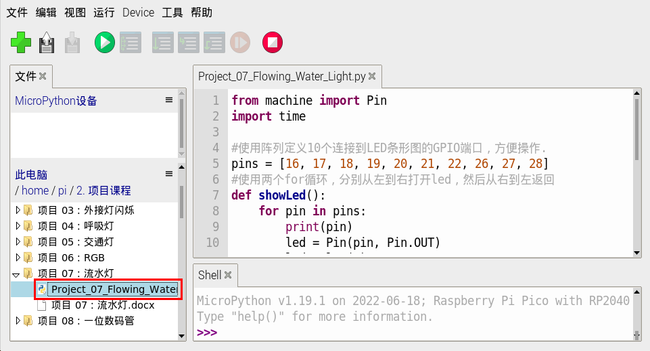 文件 编辑 视图 运行 Device 工具 帮助
文件
MicroPython设备
此电脑
/ home / pi / 2. 项目课程
项目 03：外接灯闪烁
项目 04：呼吸灯
项目 05：交通灯
项目 06：RGB
项目 07：流水灯
Project_07_Flowing_Water
项目 07：流水灯.docx
项目 08：一位数码管
Project_07_Flowing_Water_Light.py
1 from machine import Pin
2 import time
3
4 #使用阵列定义10个连接到LED条形图的GPIO端口，方便操作.
5 pins = [16, 17, 18, 19, 20, 21, 22, 26, 27, 28]
6 #使用两个for循环，分别从左到右打开led，然后从右到左返回
7 def showLed():
8 for pin in pins:
9 print(pin)
10 led = Pin(pin, Pin.OUT)
Shell
MicroPython v1.19.1 on 2022-06-18; Raspberry Pi Pico with RP2040
Type "help()" for more information.
>>>